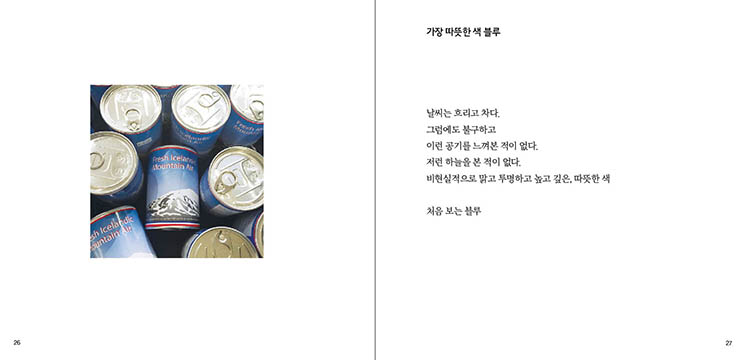 Fresh Icelandic
Mountain Air
Fresh Icelandic
Mountain Air
26
가장 따뜻한 색 블루
날씨는 흐리고 차다.
그럼에도 불구하고
이런 공기를 느껴본 적이 없다.
저런 하늘을 본 적이 없다.
비현실적으로 맑고 투명하고 높고 깊은, 따뜻한 색
처음 보는 블루
27